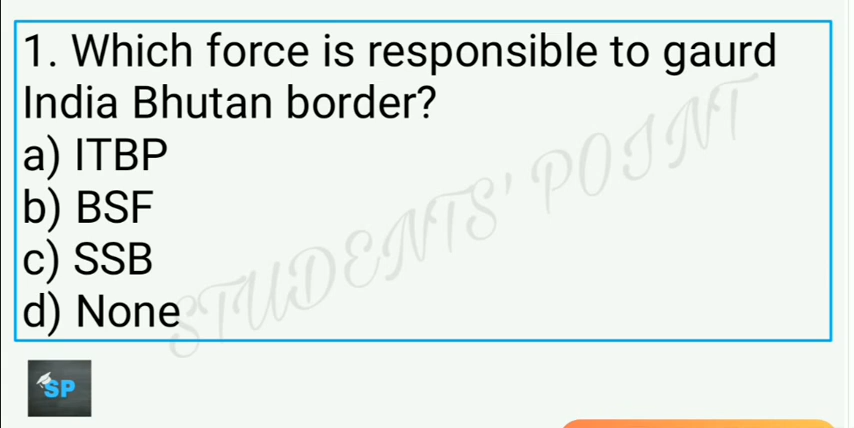 1. Which force is responsible to gaurd
India Bhutan border?
a) ITBP
b) BSF
c) SSB
d) None
STUDENTS' POINT
SP